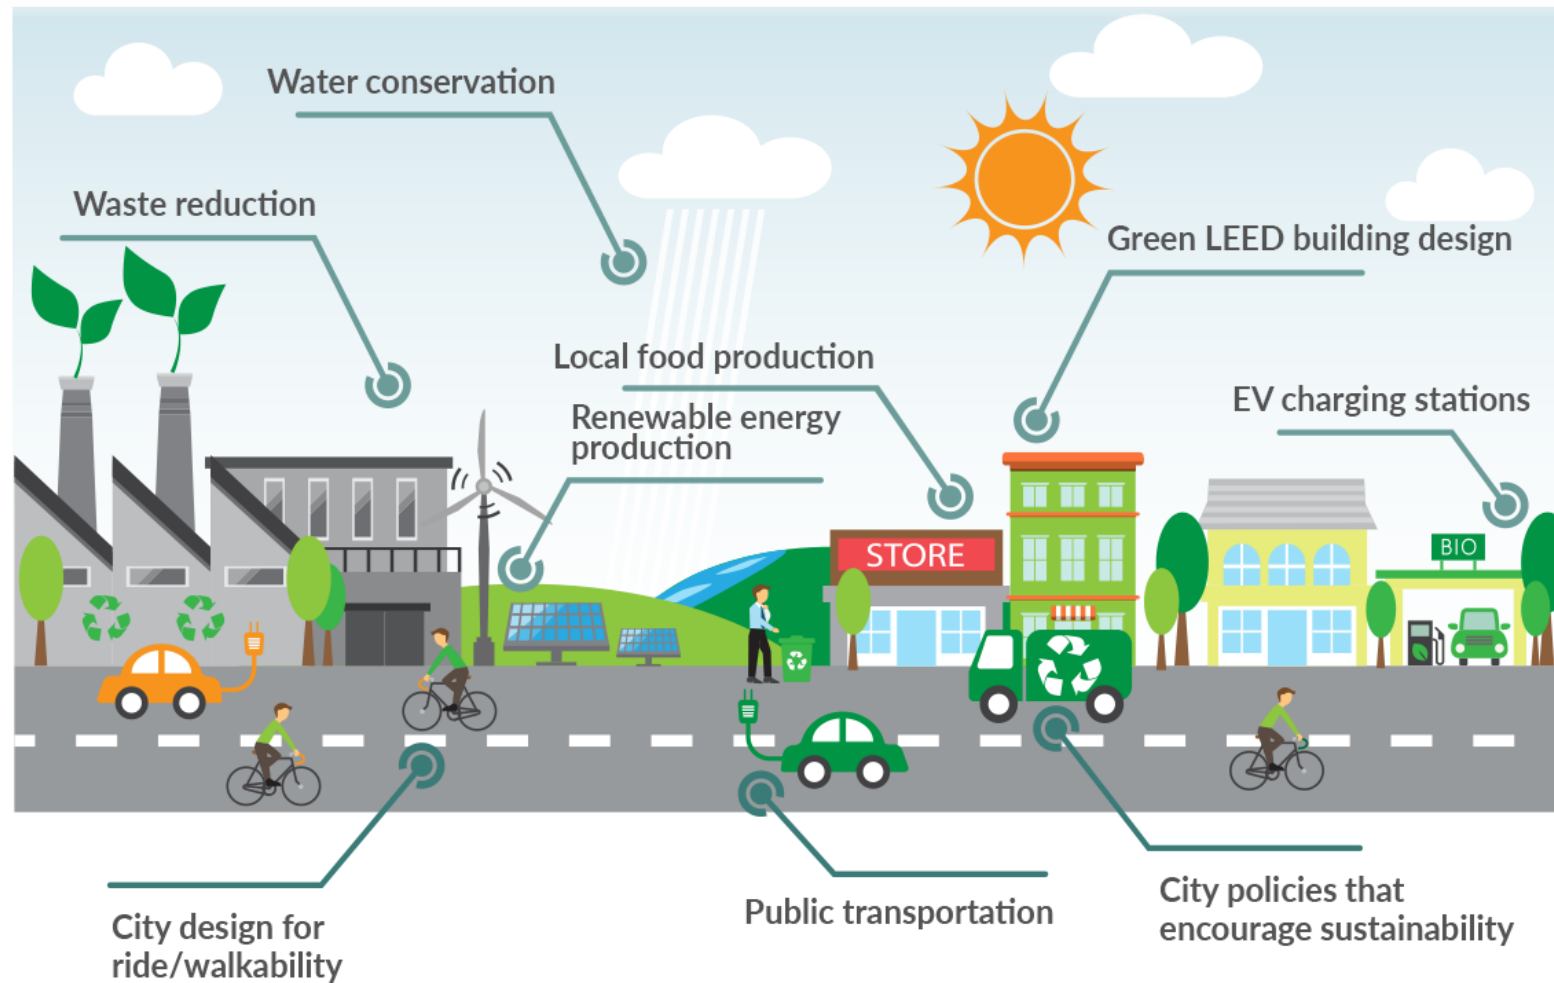 Water conservation
Waste reduction
Green LEED building design
Local food production
Renewable energy
production
EV charging stations
STORE
BIO
City design for
ride/walkability
Public transportation
City policies that
encourage sustainability